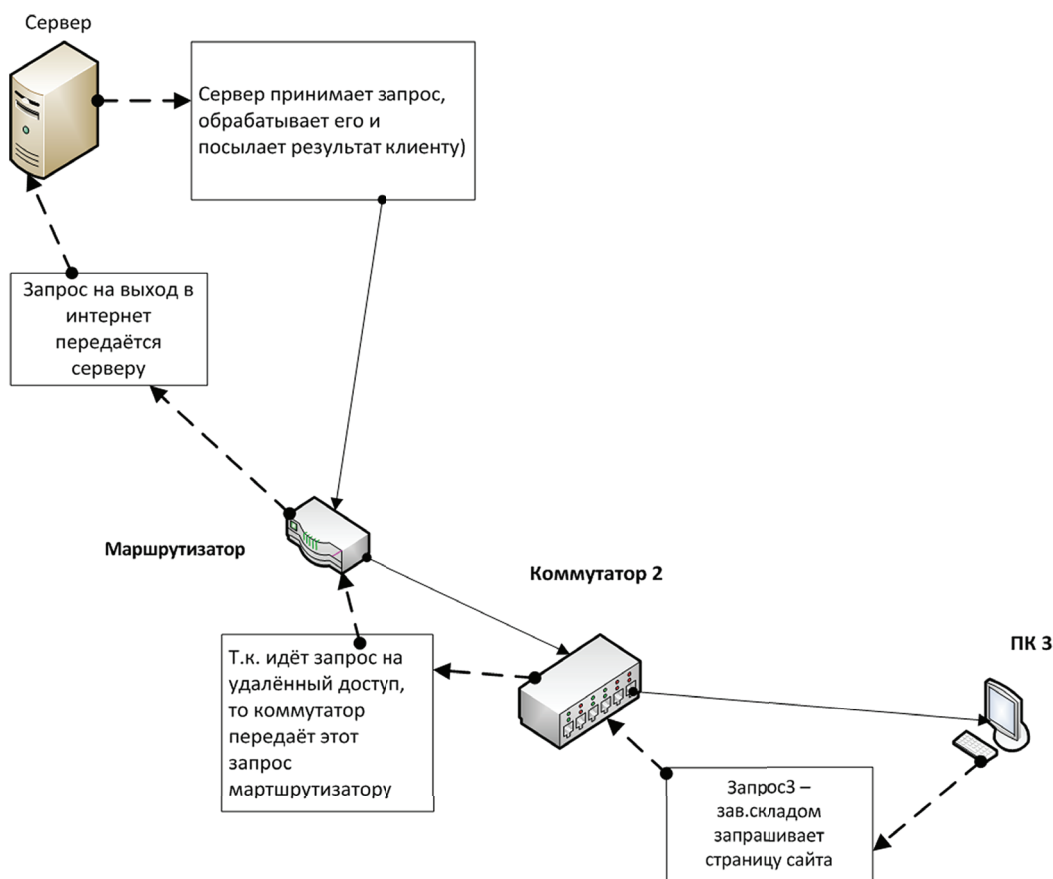 Сервер
Сервер принимает запрос,
обрабатывает его и
посылает результат клиенту)
Запрос на выход в
интернет
передаётся
серверу
Маршрутизатор
Коммутатор 2
ПК 3
Т.к. идёт запрос на
удалённый доступ,
то коммутатор
передаёт этот
запрос
мартшрутизатору
Запрос3 –
зав.складом
запрашивает
страницу сайта